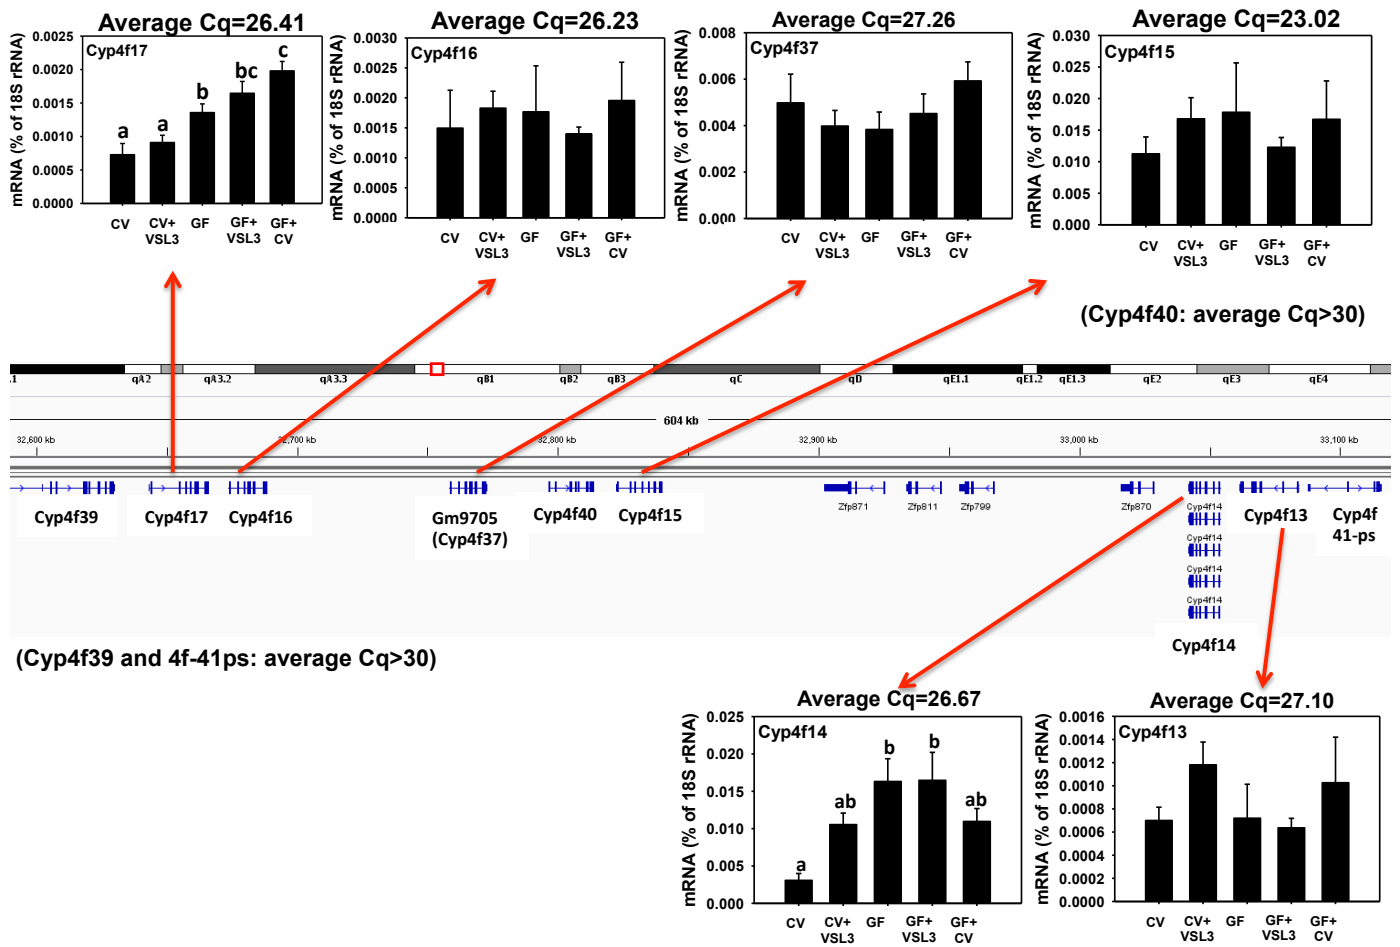 Average Cq=26.41
Cyp4f17
mRNA (% of 18S rRNA)
0.0025
0.0020
0.0015
0.0010
0.0005
0.0000
a
a
b
bc
c
CV
CV+
VSL3
GF
GF+
VSL3
GF+
CV
Average Cq=26.23
Cyp4f16
mRNA (% of 18S rRNA)
0.0030
0.0025
0.0020
0.0015
0.0010
0.0005
0.0000
CV
CV+
VSL3
GF
GF+
VSL3
GF+
CV
Average Cq=27.26
Cyp4f37
mRNA (% of 18S rRNA)
0.008
0.006
0.004
0.002
0.000
CV
CV+
VSL3
GF
GF+
VSL3
GF+
CV
Average Cq=23.02
Cyp4f15
mRNA (% of 18S rRNA)
0.030
0.025
0.020
0.015
0.010
0.005
0.000
CV
CV+
VSL3
GF
GF+
VSL3
GF+
CV
(Cyp4f40: average Cq>30)
.1 qA2 qA3.2 qA3.3 qB1 qB2 qB3 qC qD qE1.1 qE1.2 qE1.3 qE2 qE3 qE4
604 kb
32,600 kb 32,700 kb 32,800 kb 32,900 kb 33,000 kb 33,100 kb
Cyp4f39
Cyp4f17
Cyp4f16
Gm9705
(Cyp4f37)
Cyp4f40
Cyp4f15
Zfp871
Zfp811
Zfp799
Zfp870
Cyp4f14
Cyp4f14
Cyp4f14
Cyp4f14
Cyp4f14
Cyp4f14
Cyp4f13
Cyp4f
41-ps
(Cyp4f39 and 4f-41ps: average Cq>30)
Average Cq=26.67
Cyp4f14
mRNA (% of 18S rRNA)
0.025
0.020
0.015
0.010
0.005
0.000
a
ab
b
b
ab
CV
CV+
VSL3
GF
GF+
VSL3
GF+
CV
Average Cq=27.10
Cyp4f13
mRNA (% of 18S rRNA)
0.0016
0.0014
0.0012
0.0010
0.0008
0.0006
0.0004
0.0002
0.0000
CV
CV+
VSL3
GF
GF+
VSL3
GF+
CV